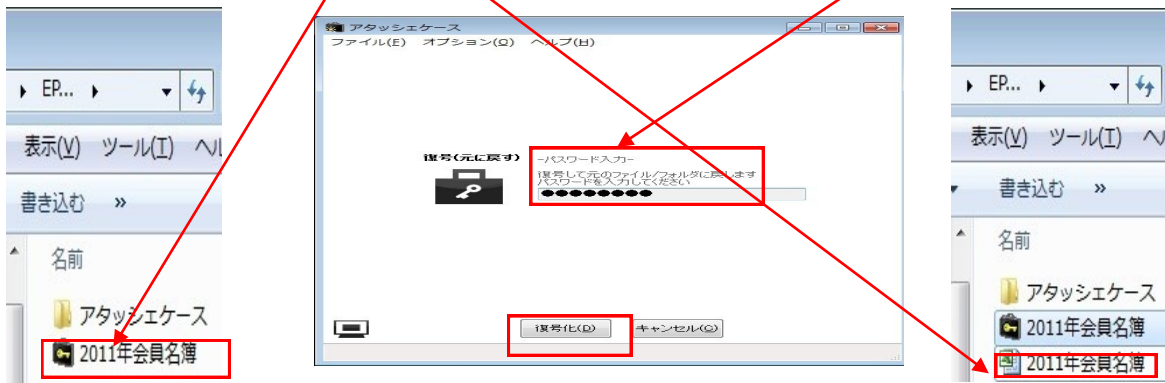 EP...
表示(V) ツール(T) ヘル
書き込む »
名前
アタッシェケース
2011年会員名簿
アタッシェケース
ファイル(F) オプション(O) ヘルプ(H)
復号(元に戻す)
-パスワード入力-
復号して元のファイル/フォルダに戻します
パスワードを入力してください
●●●●●●●●
復号化(D) キャンセル(C)
EP...
表示(V) ツール(T) ヘ
書き込む »
名前
アタッシェケース
2011年会員名簿
2011年会員名簿